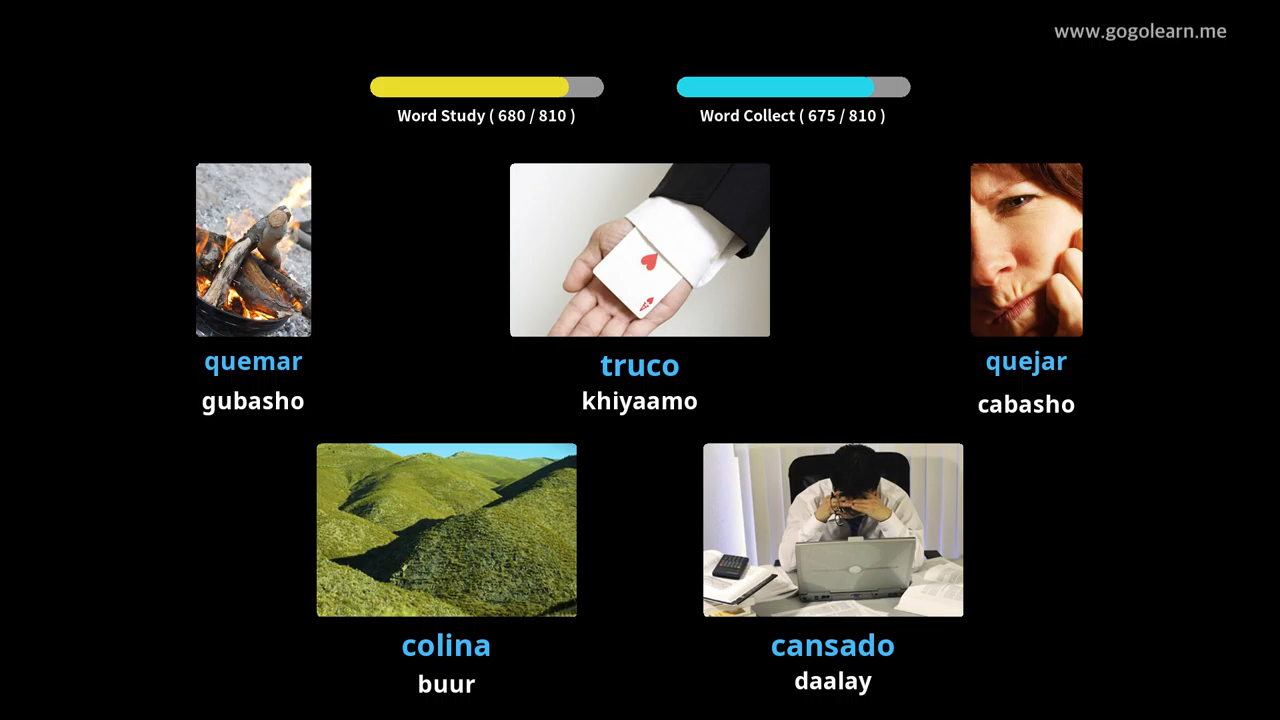 www.gogolearn.me
Word Study ( 680 / 810 )
Word Collect ( 675 / 810 )
quemar
gubasho
truco
khiyaamo
quejar
cabasho
colina
buur
cansado
daalay